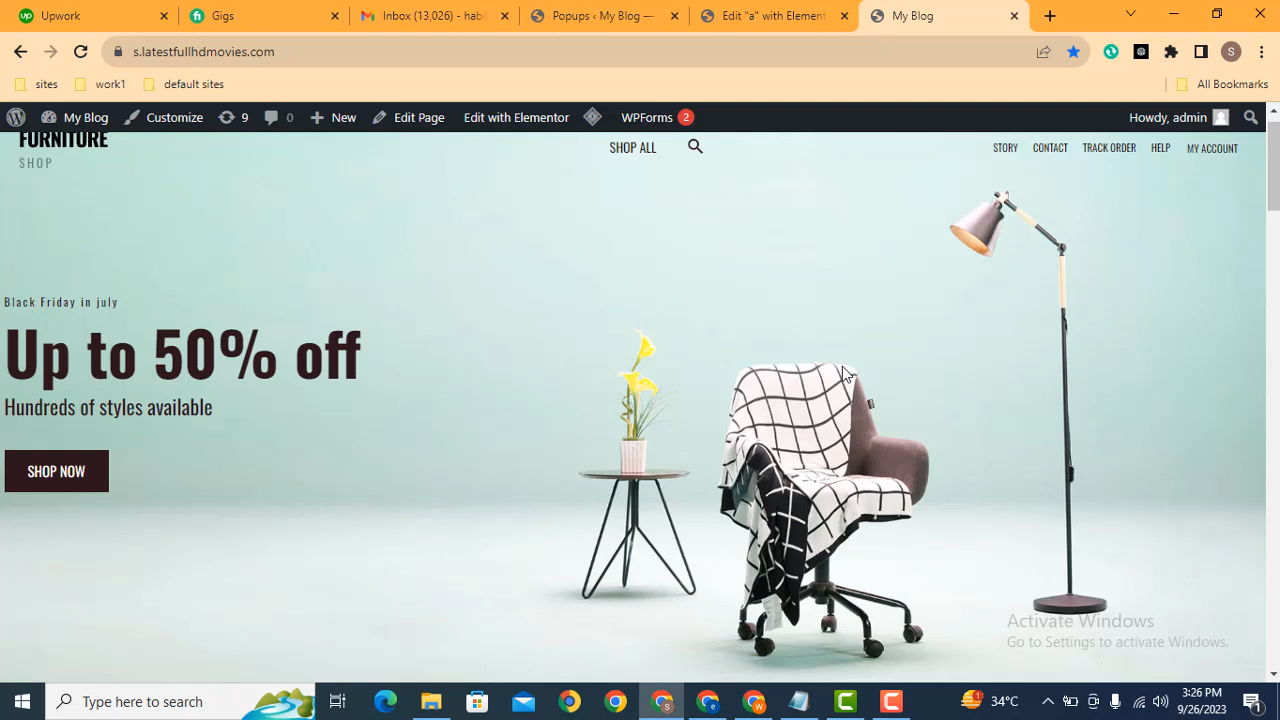 Upwork
Gigs
Inbox (13,026) - habil
Popups ‹ My Blog —
Edit "a" with Element
My Blog
s.latestfullhdmovies.com
S
sites
work1
default sites
All Bookmarks
My Blog
Customize
9
0
New
Edit Page
Edit with Elementor
WPForms
2
Howdy, admin
FURNITURE
SHOP
SHOP ALL
STORY
CONTACT
TRACK ORDER
HELP
MY ACCOUNT
Black Friday in july
Up to 50% off
Hundreds of styles available
SHOP NOW
Activate Windows
Go to Settings to activate Windows.
Type here to search
34°C
3:26 PM
9/26/2023